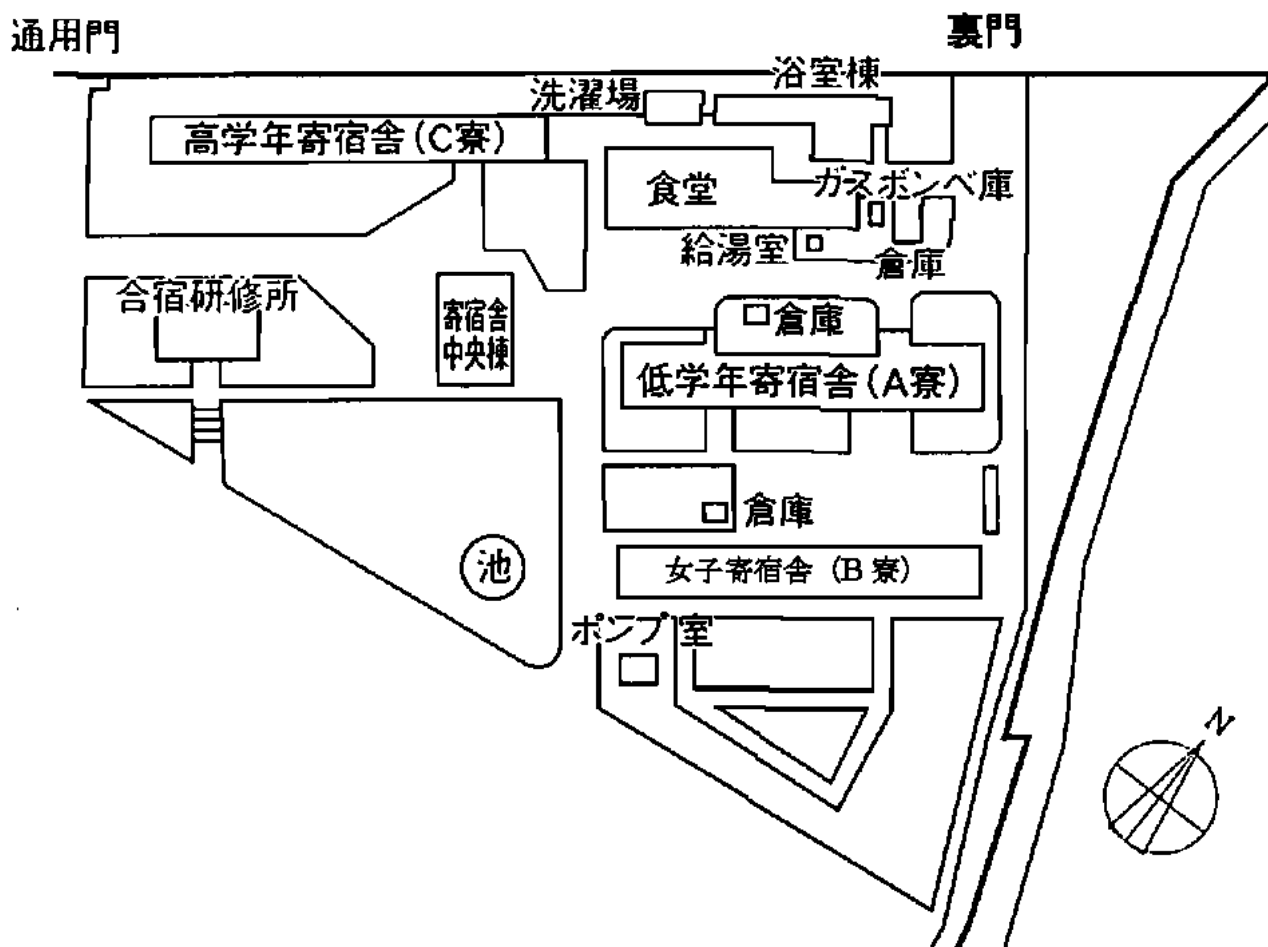 通用門
裏門
浴室棟
洗濯場
高学年寄宿舎(C寮)
食堂
ガスボンベ庫
給湯室
倉庫
合宿研修所
寄宿舎
中央棟
倉庫
低学年寄宿舎(A寮)
倉庫
池
女子寄宿舎(B寮)
ポンプ室
N